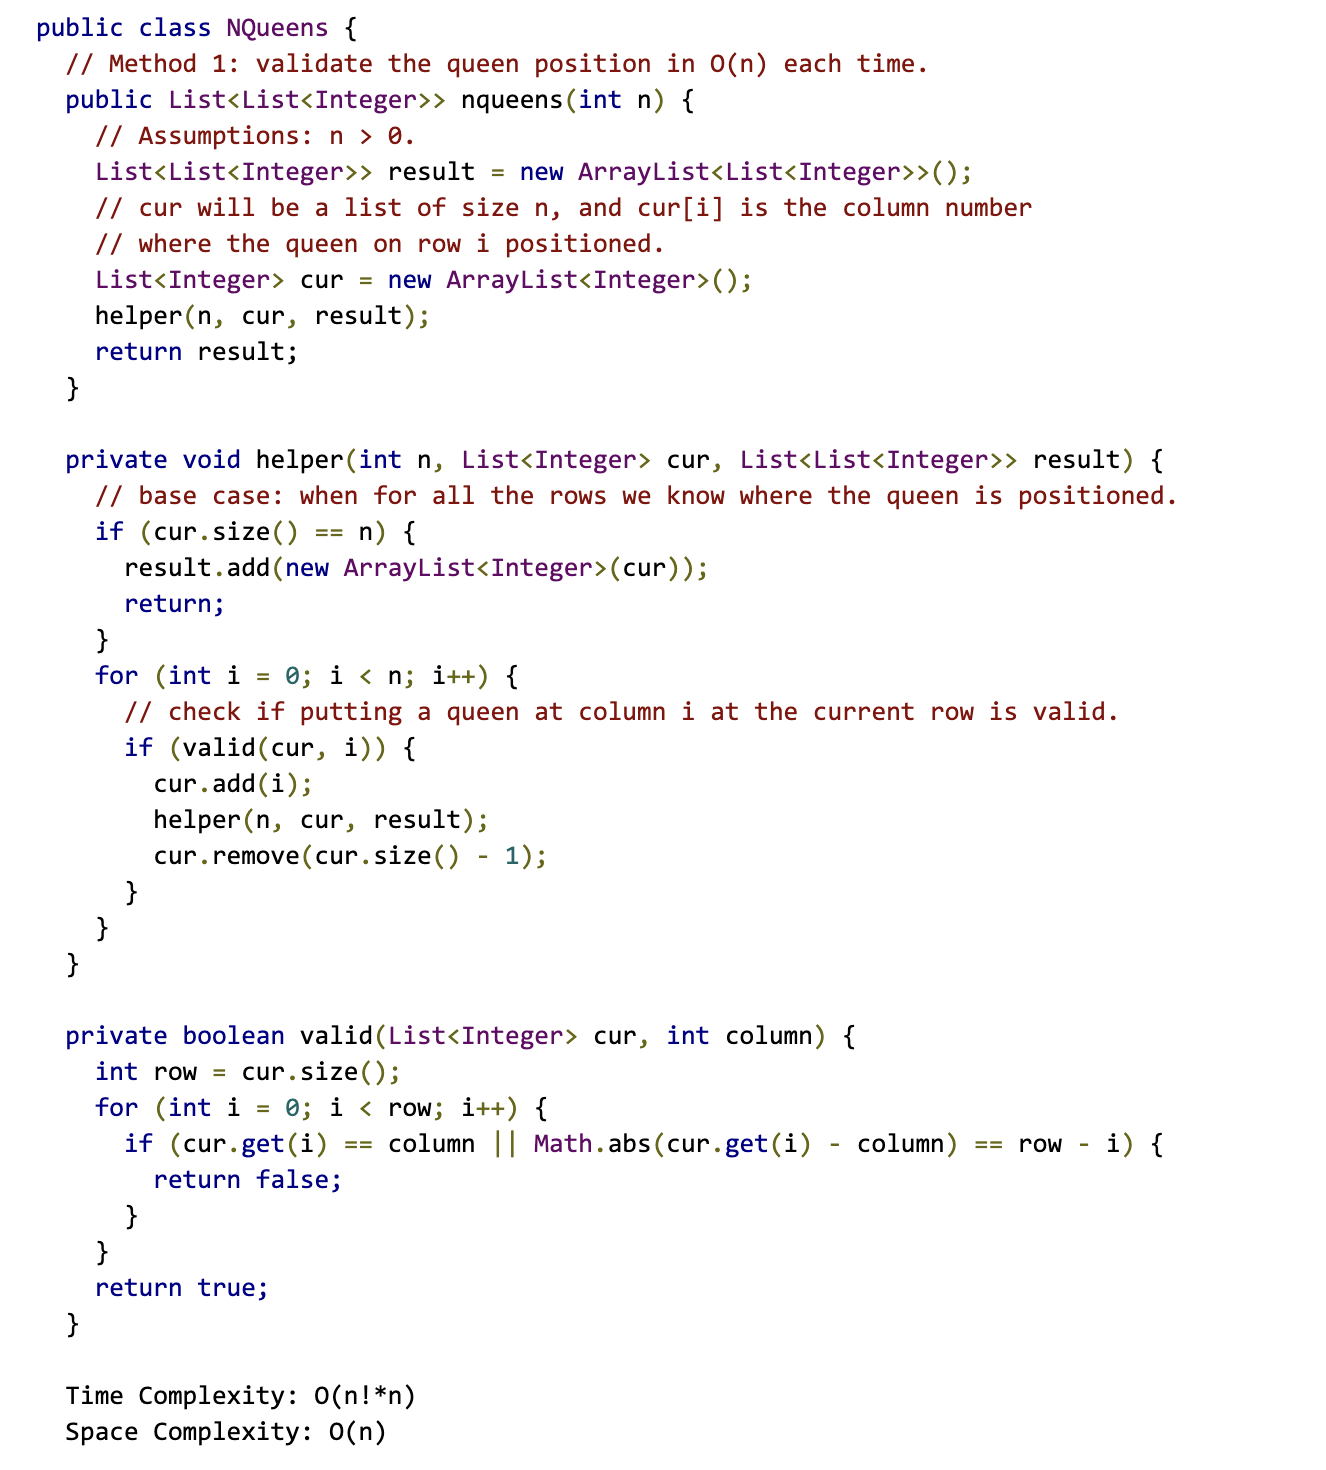 public class NQueens {
  // Method 1: validate the queen position in O(n) each time.
  public List<List<Integer>> nqueens(int n) {
    // Assumptions: n > 0.
    List<List<Integer>> result = new ArrayList<List<Integer>>();
    // cur will be a list of size n, and cur[i] is the column number
    // where the queen on row i positioned.
    List<Integer> cur = new ArrayList<Integer>();
    helper(n, cur, result);
    return result;
  }

  private void helper(int n, List<Integer> cur, List<List<Integer>> result) {
    // base case: when for all the rows we know where the queen is positioned.
    if (cur.size() == n) {
      result.add(new ArrayList<Integer>(cur));
      return;
    }
    for (int i = 0; i < n; i++) {
      // check if putting a queen at column i at the current row is valid.
      if (valid(cur, i)) {
        cur.add(i);
        helper(n, cur, result);
        cur.remove(cur.size() - 1);
      }
    }
  }

  private boolean valid(List<Integer> cur, int column) {
    int row = cur.size();
    for (int i = 0; i < row; i++) {
      if (cur.get(i) == column || Math.abs(cur.get(i) - column) == row - i) {
        return false;
      }
    }
    return true;
  }

  Time Complexity: O(n!*n)
  Space Complexity: O(n)